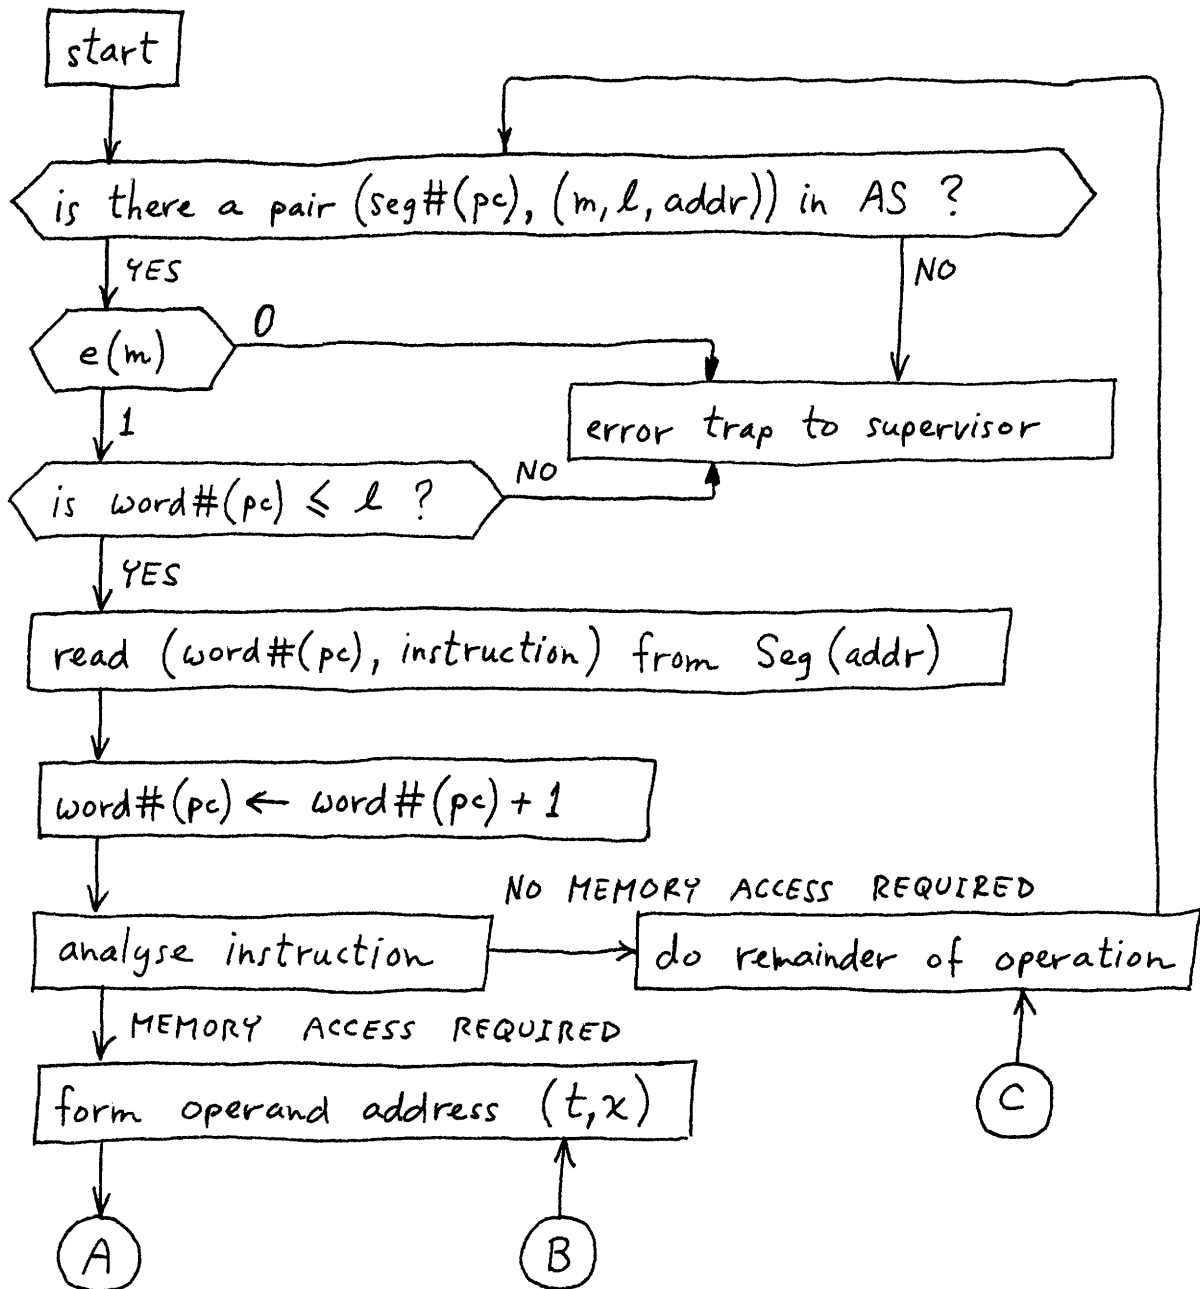 start
is there a pair (seg#(pc), (m, l, addr)) in AS ?
YES
NO
e(m)
0
1
error trap to supervisor
is word#(pc) ⩽ l ?
NO
YES
read (word#(pc), instruction) from Seg (addr)
word#(pc) ← word#(pc) + 1
NO MEMORY ACCESS REQUIRED
analyse instruction
do remainder of operation
MEMORY ACCESS REQUIRED
form operand address (t,x)
C
A
B